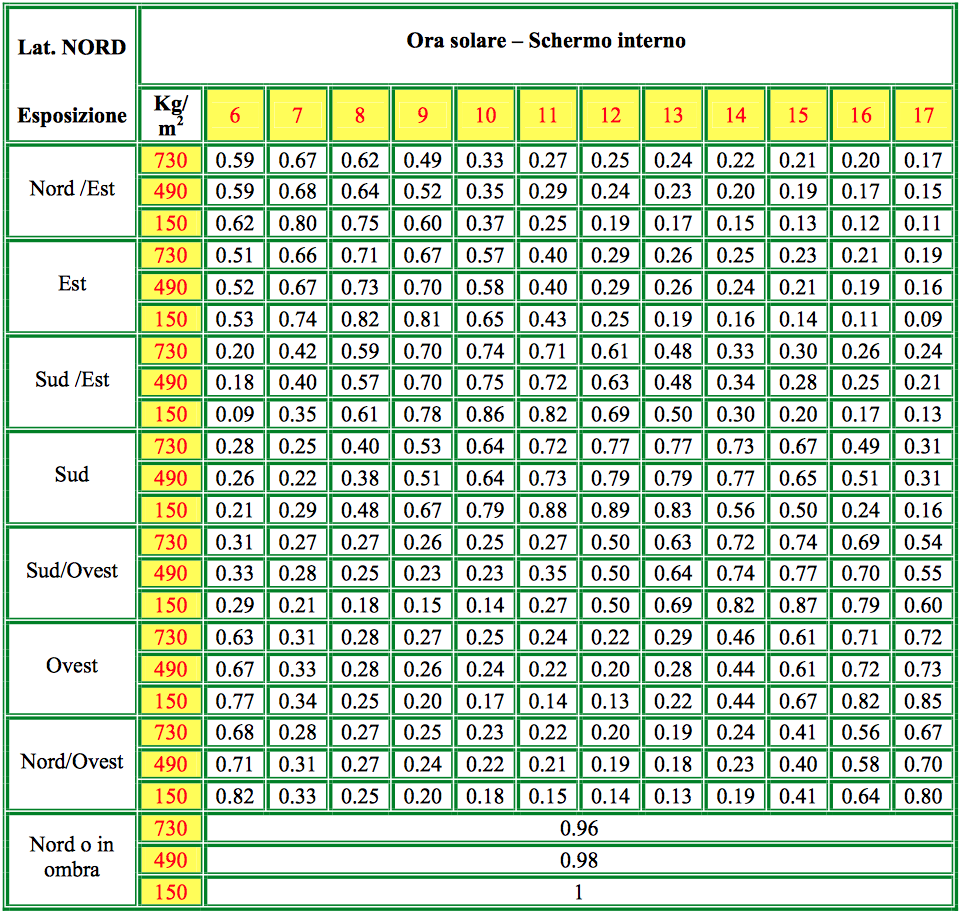 Lat. NORD
Ora solare – Schermo interno
Esposizione
Kg/
m²
6 7 8 9 10 11 12 13 14 15 16 17
Nord /Est
730 0.59 0.67 0.62 0.49 0.33 0.27 0.25 0.24 0.22 0.21 0.20 0.17
490 0.59 0.68 0.64 0.52 0.35 0.29 0.24 0.23 0.20 0.19 0.17 0.15
150 0.62 0.80 0.75 0.60 0.37 0.25 0.19 0.17 0.15 0.13 0.12 0.11
Est
730 0.51 0.66 0.71 0.67 0.57 0.40 0.29 0.26 0.25 0.23 0.21 0.19
490 0.52 0.67 0.73 0.70 0.58 0.40 0.29 0.26 0.24 0.21 0.19 0.16
150 0.53 0.74 0.82 0.81 0.65 0.43 0.25 0.19 0.16 0.14 0.11 0.09
Sud /Est
730 0.20 0.42 0.59 0.70 0.74 0.71 0.61 0.48 0.33 0.30 0.26 0.24
490 0.18 0.40 0.57 0.70 0.75 0.72 0.63 0.48 0.34 0.28 0.25 0.21
150 0.09 0.35 0.61 0.78 0.86 0.82 0.69 0.50 0.30 0.20 0.17 0.13
Sud
730 0.28 0.25 0.40 0.53 0.64 0.72 0.77 0.77 0.73 0.67 0.49 0.31
490 0.26 0.22 0.38 0.51 0.64 0.73 0.79 0.79 0.77 0.65 0.51 0.31
150 0.21 0.29 0.48 0.67 0.79 0.88 0.89 0.83 0.56 0.50 0.24 0.16
Sud/Ovest
730 0.31 0.27 0.27 0.26 0.25 0.27 0.50 0.63 0.72 0.74 0.69 0.54
490 0.33 0.28 0.25 0.23 0.23 0.35 0.50 0.64 0.74 0.77 0.70 0.55
150 0.29 0.21 0.18 0.15 0.14 0.27 0.50 0.69 0.82 0.87 0.79 0.60
Ovest
730 0.63 0.31 0.28 0.27 0.25 0.24 0.22 0.29 0.46 0.61 0.71 0.72
490 0.67 0.33 0.28 0.26 0.24 0.22 0.20 0.28 0.44 0.61 0.72 0.73
150 0.77 0.34 0.25 0.20 0.17 0.14 0.13 0.22 0.44 0.67 0.82 0.85
Nord/Ovest
730 0.68 0.28 0.27 0.25 0.23 0.22 0.20 0.19 0.24 0.41 0.56 0.67
490 0.71 0.31 0.27 0.24 0.22 0.21 0.19 0.18 0.23 0.40 0.58 0.70
150 0.82 0.33 0.25 0.20 0.18 0.15 0.14 0.13 0.19 0.41 0.64 0.80
Nord o in
ombra
730 0.96
490 0.98
150 1